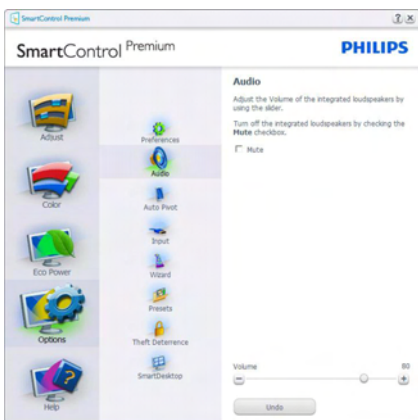 SmartControl Premium
SmartControl Premium
PHILIPS
Adjust
Color
Eco Power
Options
Help
Preferences
Audio
Auto Pivot
Input
Wizard
Presets
Theft Deterrence
SmartDesktop
Audio
Adjust the Volume of the integrated loudspeakers by
using the slider.
Turn off the integrated loudspeakers by checking the
Mute checkbox.
Mute
Volume 80
Undo